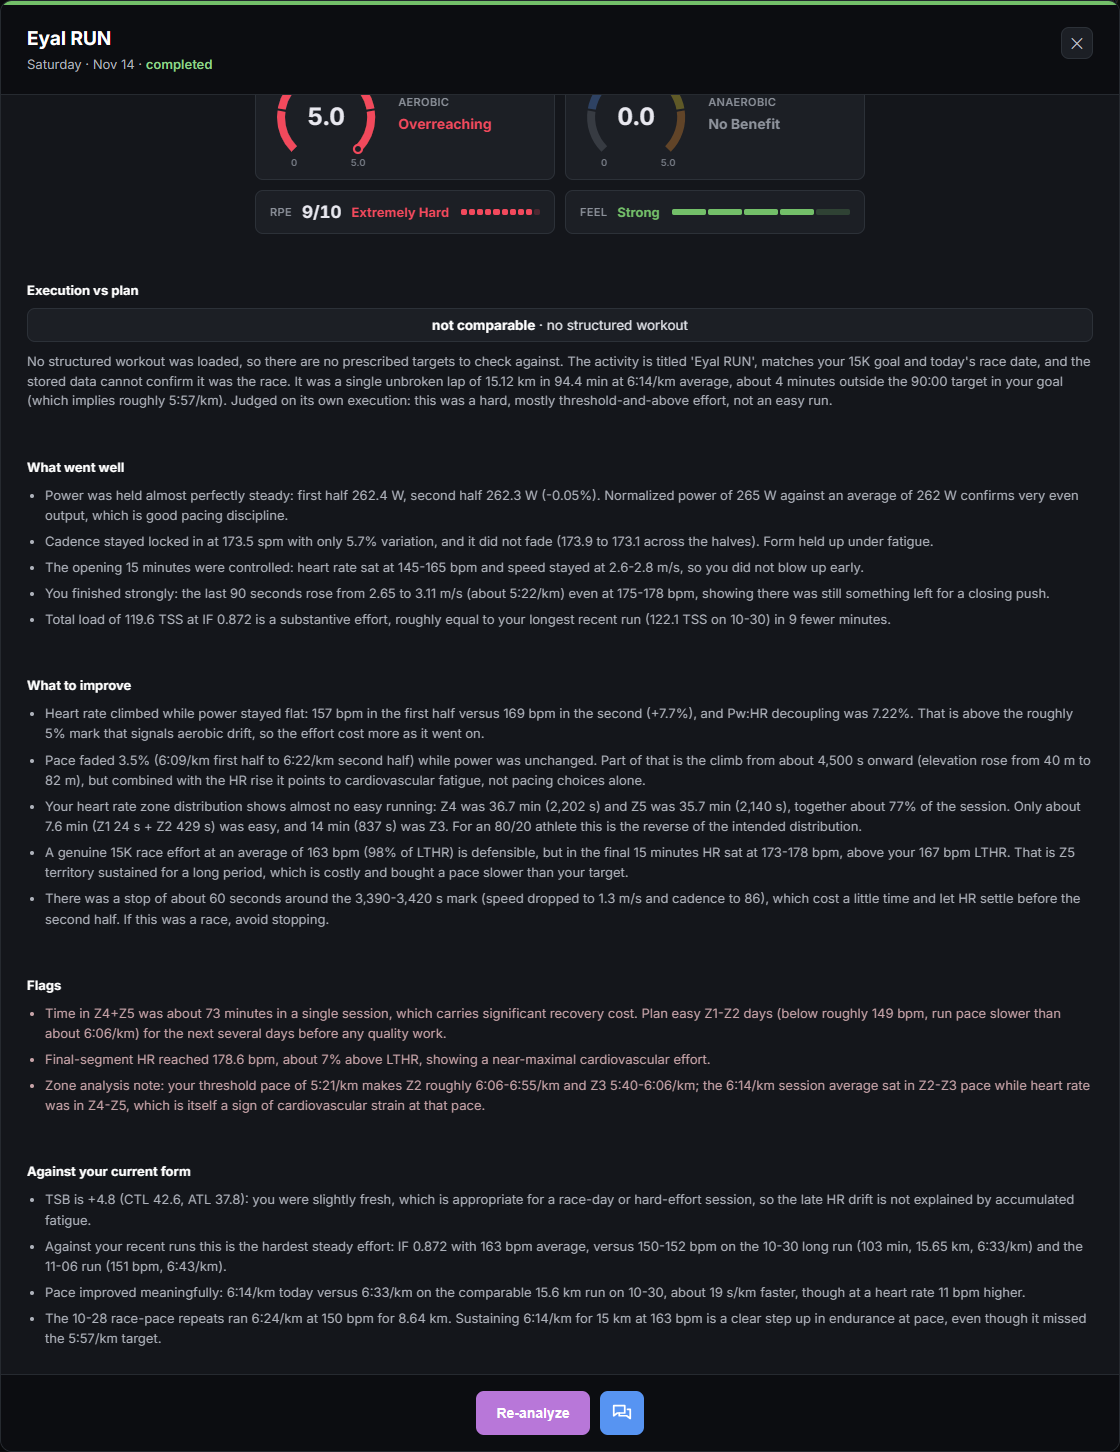 Eyal RUN
Saturday · Nov 14 · completed
5.0
AEROBIC
Overreaching
0
5.0
0.0
ANAEROBIC
No Benefit
0
5.0
RPE 9/10 Extremely Hard
FEEL Strong
Execution vs plan
not comparable · no structured workout
No structured workout was loaded, so there are no prescribed targets to check against. The activity is titled 'Eyal RUN', matches your 15K goal and today's race date, and the
stored data cannot confirm it was the race. It was a single unbroken lap of 15.12 km in 94.4 min at 6:14/km average, about 4 minutes outside the 90:00 target in your goal
(which implies roughly 5:57/km). Judged on its own execution: this was a hard, mostly threshold-and-above effort, not an easy run.
What went well
• Power was held almost perfectly steady: first half 262.4 W, second half 262.3 W (-0.05%). Normalized power of 265 W against an average of 262 W confirms very even
output, which is good pacing discipline.
• Cadence stayed locked in at 173.5 spm with only 5.7% variation, and it did not fade (173.9 to 173.1 across the halves). Form held up under fatigue.
• The opening 15 minutes were controlled: heart rate sat at 145-165 bpm and speed stayed at 2.6-2.8 m/s, so you did not blow up early.
• You finished strongly: the last 90 seconds rose from 2.65 to 3.11 m/s (about 5:22/km) even at 175-178 bpm, showing there was still something left for a closing push.
• Total load of 119.6 TSS at IF 0.872 is a substantive effort, roughly equal to your longest recent run (122.1 TSS on 10-30) in 9 fewer minutes.
What to improve
• Heart rate climbed while power stayed flat: 157 bpm in the first half versus 169 bpm in the second (+7.7%), and Pw:HR decoupling was 7.22%. That is above the roughly
5% mark that signals aerobic drift, so the effort cost more as it went on.
• Pace faded 3.5% (6:09/km first half to 6:22/km second half) while power was unchanged. Part of that is the climb from about 4,500 s onward (elevation rose from 40 m to
82 m), but combined with the HR rise it points to cardiovascular fatigue, not pacing choices alone.
• Your heart rate zone distribution shows almost no easy running: Z4 was 36.7 min (2,202 s) and Z5 was 35.7 min (2,140 s), together about 77% of the session. Only about
7.6 min (Z1 24 s + Z2 429 s) was easy, and 14 min (837 s) was Z3. For an 80/20 athlete this is the reverse of the intended distribution.
• A genuine 15K race effort at an average of 163 bpm (98% of LTHR) is defensible, but in the final 15 minutes HR sat at 173-178 bpm, above your 167 bpm LTHR. That is Z5
territory sustained for a long period, which is costly and bought a pace slower than your target.
• There was a stop of about 60 seconds around the 3,390-3,420 s mark (speed dropped to 1.3 m/s and cadence to 86), which cost a little time and let HR settle before the
second half. If this was a race, avoid stopping.
Flags
• Time in Z4+Z5 was about 73 minutes in a single session, which carries significant recovery cost. Plan easy Z1-Z2 days (below roughly 149 bpm, run pace slower than
about 6:06/km) for the next several days before any quality work.
• Final-segment HR reached 178.6 bpm, about 7% above LTHR, showing a near-maximal cardiovascular effort.
• Zone analysis note: your threshold pace of 5:21/km makes Z2 roughly 6:06-6:55/km and Z3 5:40-6:06/km; the 6:14/km session average sat in Z2-Z3 pace while heart rate
was in Z4-Z5, which is itself a sign of cardiovascular strain at that pace.
Against your current form
• TSB is +4.8 (CTL 42.6, ATL 37.8): you were slightly fresh, which is appropriate for a race-day or hard-effort session, so the late HR drift is not explained by accumulated
fatigue.
• Against your recent runs this is the hardest steady effort: IF 0.872 with 163 bpm average, versus 150-152 bpm on the 10-30 long run (103 min, 15.65 km, 6:33/km) and the
11-06 run (151 bpm, 6:43/km).
• Pace improved meaningfully: 6:14/km today versus 6:33/km on the comparable 15.6 km run on 10-30, about 19 s/km faster, though at a heart rate 11 bpm higher.
• The 10-28 race-pace repeats ran 6:24/km at 150 bpm for 8.64 km. Sustaining 6:14/km for 15 km at 163 bpm is a clear step up in endurance at pace, even though it missed
the 5:57/km target.
Re-analyze